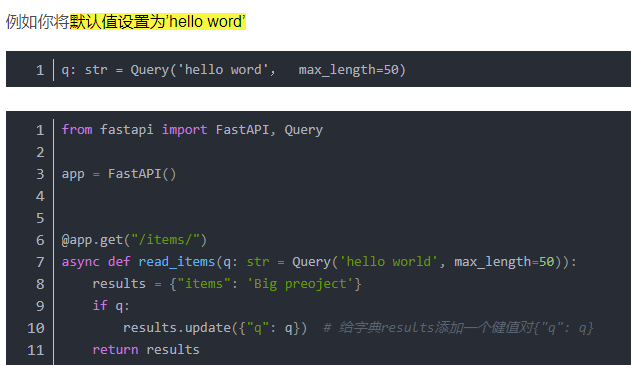 例如你将默认值设置为'hello word'
1 q: str = Query('hello word', max_length=50)
1 from fastapi import FastAPI, Query
2
3 app = FastAPI()
4
5
6 @app.get("/items/")
7 async def read_items(q: str = Query('hello world', max_length=50)):
8     results = {"items": 'Big preoject'}
9     if q:
10         results.update({"q": q})  # 给字典results添加一个健值对{"q": q}
11     return results